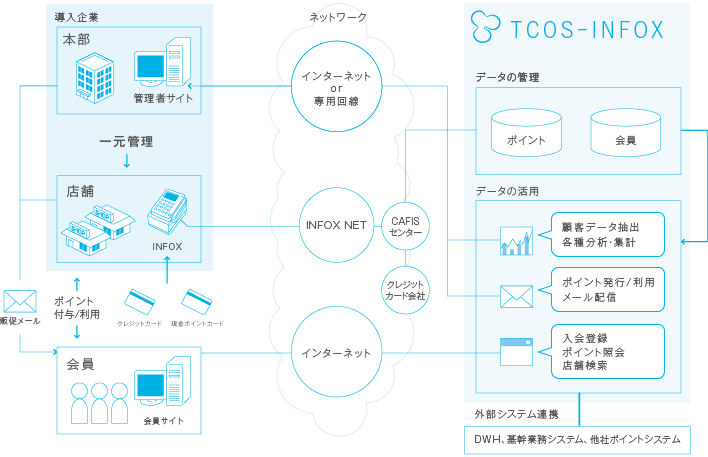 導入企業
本部
管理者サイト
一元管理
店舗
INFOX
ポイント
付与/利用
クレジットカード
現金ポイントカード
販促メール
会員
会員サイト
ネットワーク
インターネット
or
専用回線
INFOX NET
CAFIS
センター
クレジット
カード会社
インターネット
TCOS-INFOX
データの管理
ポイント
会員
データの活用
顧客データ抽出
各種分析・集計
ポイント発行/利用
メール配信
入会登録
ポイント照会
店舗検索
外部システム連携
DWH、基幹業務システム、他社ポイントシステム